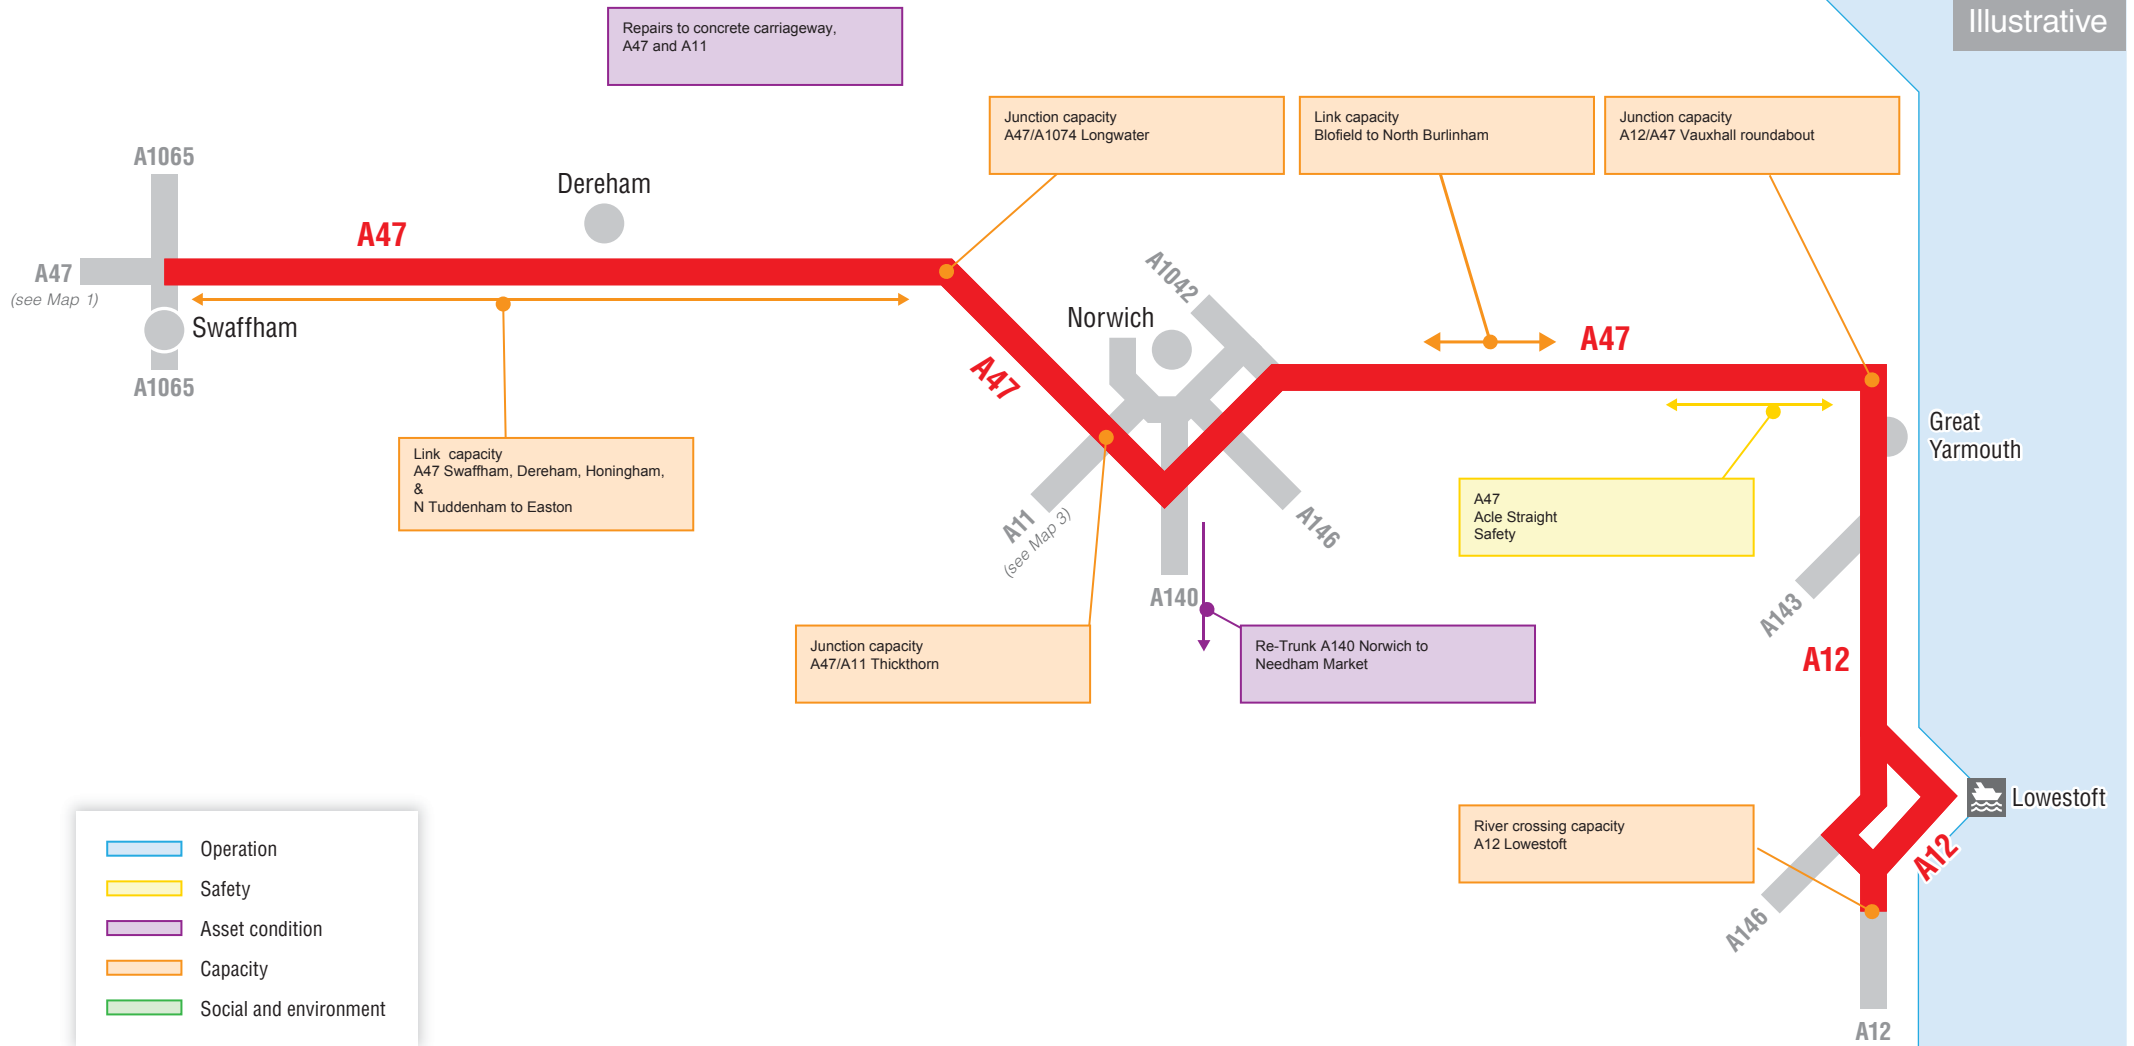 Illustrative
Repairs to concrete carriageway,
A47 and A11
Junction capacity
A47/A1074 Longwater
Link capacity
Blofield to North Burlinham
Junction capacity
A12/A47 Vauxhall roundabout
A1065
Dereham
A47
A47
(see Map 1)
Swaffham
A1065
A1042
Norwich
A47
A47
Great
Yarmouth
Link  capacity
A47 Swaffham, Dereham, Honingham,
&
N Tuddenham to Easton
A11
(see Map 3)
A146
A140
A47
Acle Straight
Safety
A143
Junction capacity
A47/A11 Thickthorn
Re-Trunk A140 Norwich to
Needham Market
A12
Lowestoft
River crossing capacity
A12 Lowestoft
A12
A146
A12
Operation
Safety
Asset condition
Capacity
Social and environment